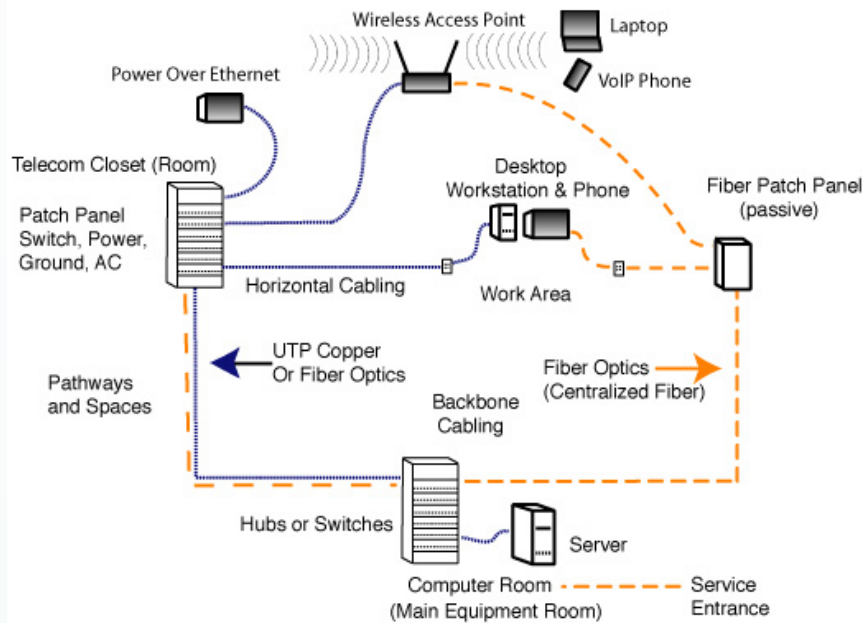 Wireless Access Point
Laptop
VoIP Phone
Power Over Ethernet
Telecom Closet (Room)
Patch Panel
Switch, Power,
Ground, AC
Desktop
Workstation & Phone
Fiber Patch Panel
(passive)
Horizontal Cabling
Work Area
UTP Copper
Or Fiber Optics
Fiber Optics
(Centralized Fiber)
Pathways
and Spaces
Backbone
Cabling
Hubs or Switches
Server
Computer Room
(Main Equipment Room)
Service
Entrance